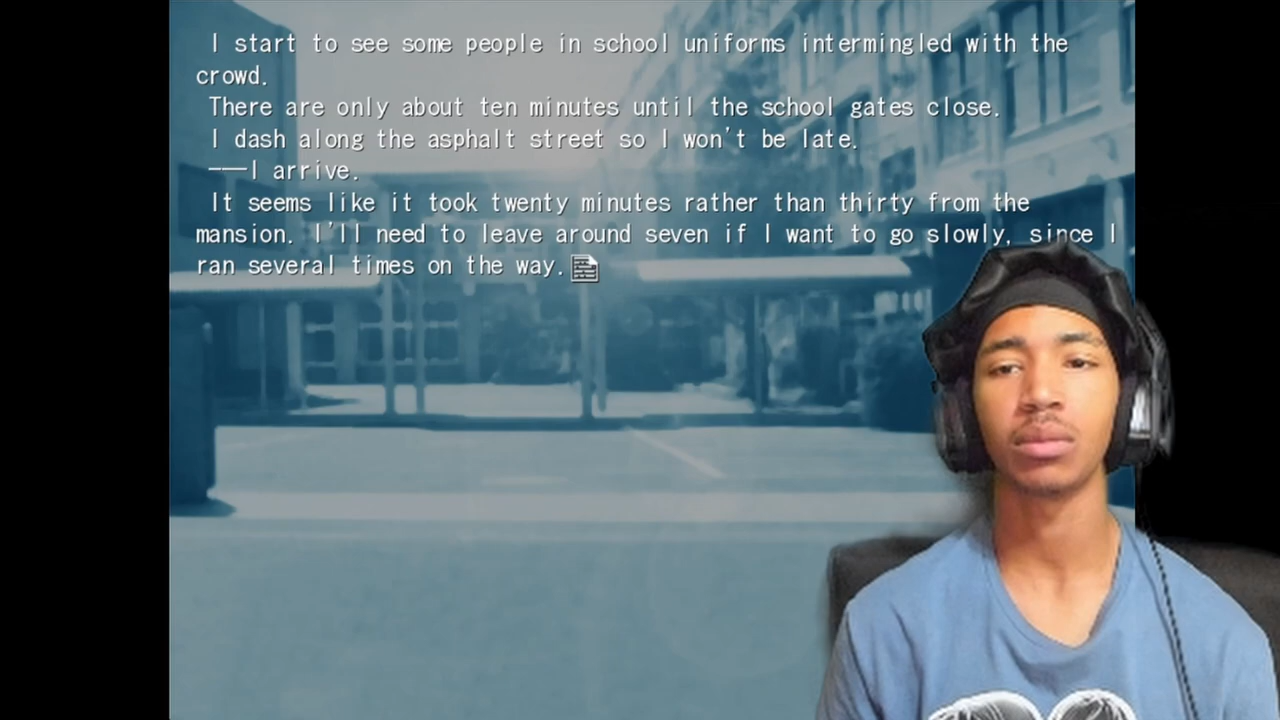 I start to see some people in school uniforms intermingled with the
crowd.
There are only about ten minutes until the school gates close.
I dash along the asphalt street so I won't be late.
──I arrive.
It seems like it took twenty minutes rather than thirty from the
mansion. I'll need to leave around seven if I want to go slowly, since I
ran several times on the way.